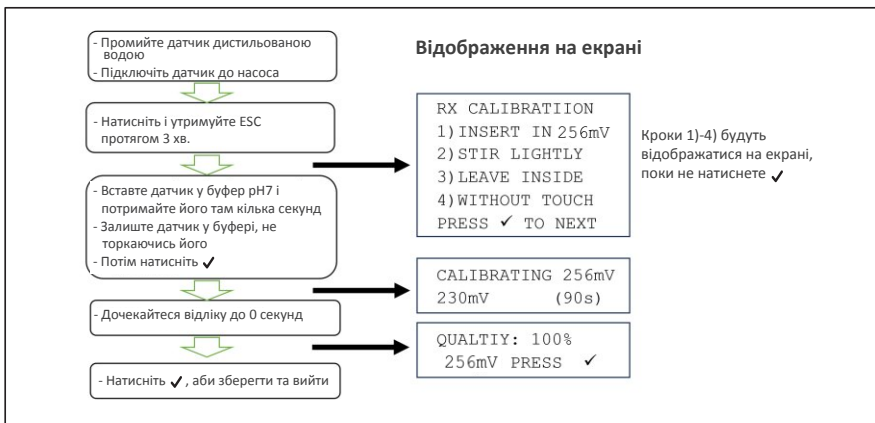 - Промийте датчик дистильованою
водою
- Підключіть датчик до насоса
Відображення на екрані
- Натисніть і утримуйте ESC
протягом 3 хв.
RX CALIBRATIION
1)INSERT IN 256mV
2)STIR LIGHTLY
3)LEAVE INSIDE
4)WITHOUT TOUCH
PRESS ✓ TO NEXT
Кроки 1)-4) будуть
відображатися на екрані,
поки не натиснете ✓
- Вставте датчик у буфер pH7 і
потримайте його там кілька секунд
- Залиште датчик у буфері, не
торкаючись його
- Потім натисніть ✓
CALIBRATING 256mV
230mV (90s)
- Дочекайтеся відліку до 0 секунд
QUALTIY: 100%
256mV PRESS ✓
- Натисніть ✓, аби зберегти та вийти